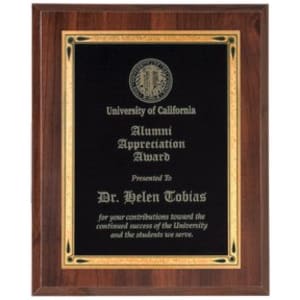 University of California
Alumni
Appreciation
Award
Presented To
Dr. Helen Tobias
for your contributions toward the
continued success of the University
and the students we serve.